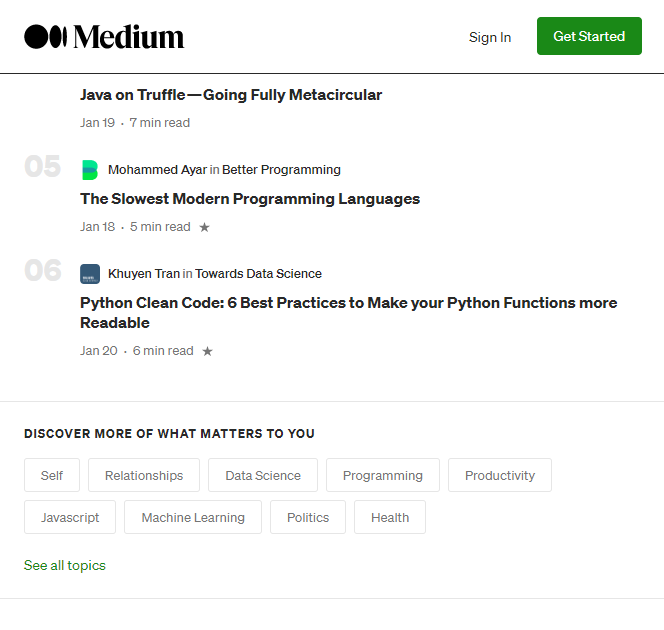 Medium
Sign In
Get Started
Java on Truffle — Going Fully Metacircular
Jan 19 · 7 min read
05
Mohammed Ayar in Better Programming
The Slowest Modern Programming Languages
Jan 18 · 5 min read ★
06
Khuyen Tran in Towards Data Science
Python Clean Code: 6 Best Practices to Make your Python Functions more
Readable
Jan 20 · 6 min read ★
DISCOVER MORE OF WHAT MATTERS TO YOU
Self
Relationships
Data Science
Programming
Productivity
Javascript
Machine Learning
Politics
Health
See all topics